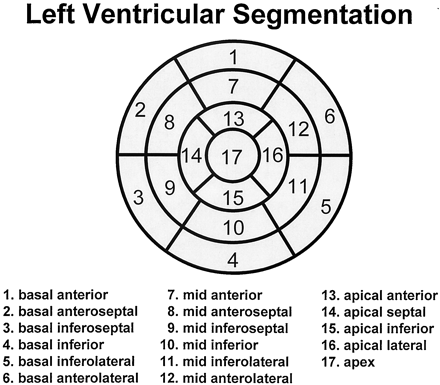 Left Ventricular Segmentation
1
7
2
8
13
12
6
14
17
16
3
9
15
11
5
10
4
1. basal anterior
2. basal anteroseptal
3. basal inferoseptal
4. basal inferior
5. basal inferolateral
6. basal anterolateral
7. mid anterior
8. mid anteroseptal
9. mid inferoseptal
10. mid inferior
11. mid inferolateral
12. mid anterolateral
13. apical anterior
14. apical septal
15. apical inferior
16. apical lateral
17. apex